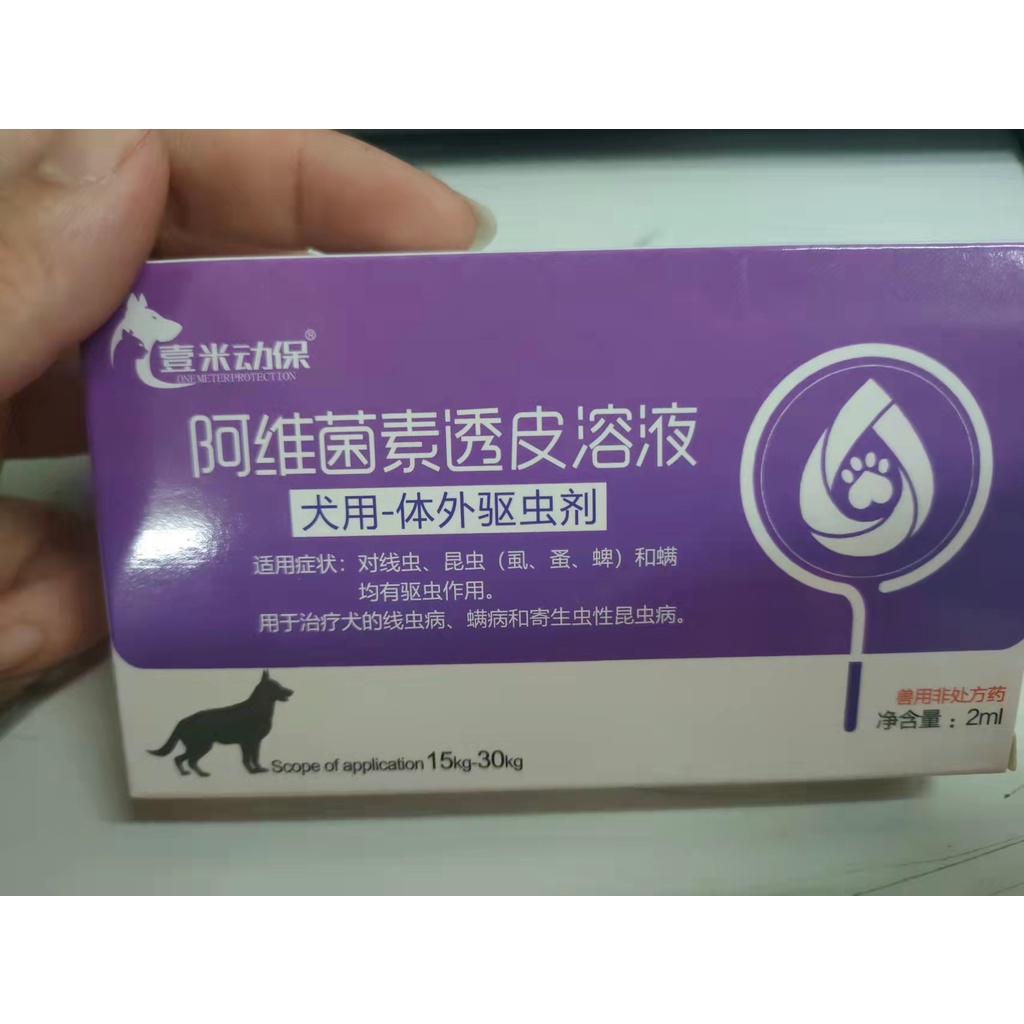 壹米动保®
ONE METER PROTECTION
阿维菌素透皮溶液
犬用-体外驱虫剂
适用症状：对线虫、昆虫（虱、蚤、蜱）和螨
均有驱虫作用。
用于治疗犬的线虫病、螨病和寄生虫性昆虫病。
兽用非处方药
净含量：2ml
Scope of application 15kg-30kg